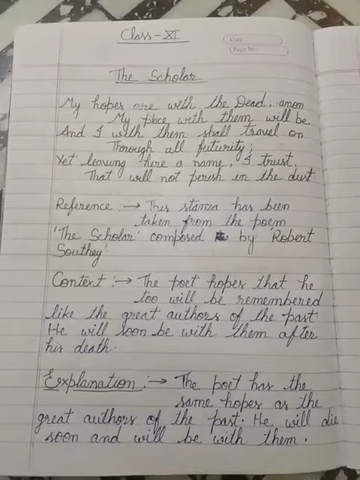 Class-XI
Date
Page No.
The Scholar
My hopes are with the Dead; anon
My place with them will be
And I with them shall travel on
Through all futurity;
Yet leaving here a name, I trust.
That will not perish in the dust
Reference :→ This stanza has been
taken from the poem
'The Scholar' composed by 'Robert
Southey'
Context :→ The poet hopes that he
too will be remembered
like the great authors of the past
He will soon be with them after
his death.
Explanation :→ The poet has the
same hopes as the
great authors of the past. He will die
soon and will be with them.